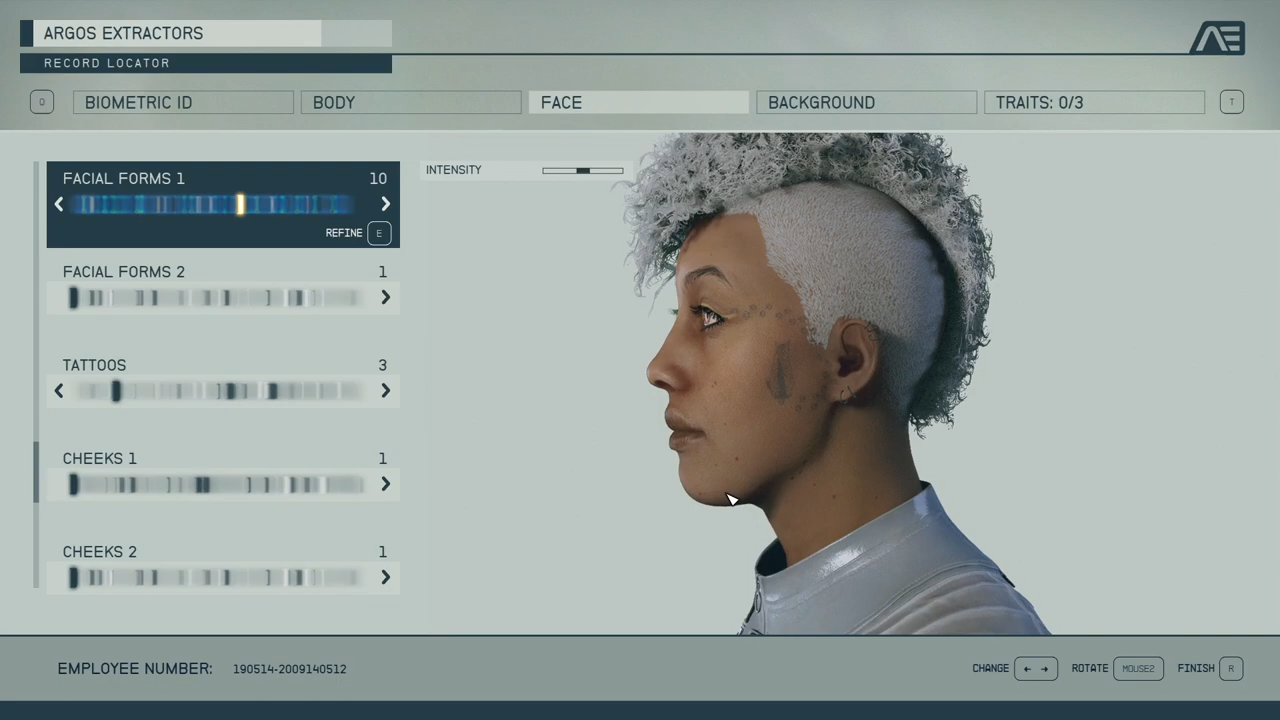 ARGOS EXTRACTORS
RECORD LOCATOR
Q BIOMETRIC ID BODY FACE BACKGROUND TRAITS: 0/3 T
FACIAL FORMS 1 10
REFINE E
INTENSITY
FACIAL FORMS 2 1
TATTOOS 3
CHEEKS 1 1
CHEEKS 2 1
EMPLOYEE NUMBER: 190514-2009140512
CHANGE ROTATE MOUSE2 FINISH R